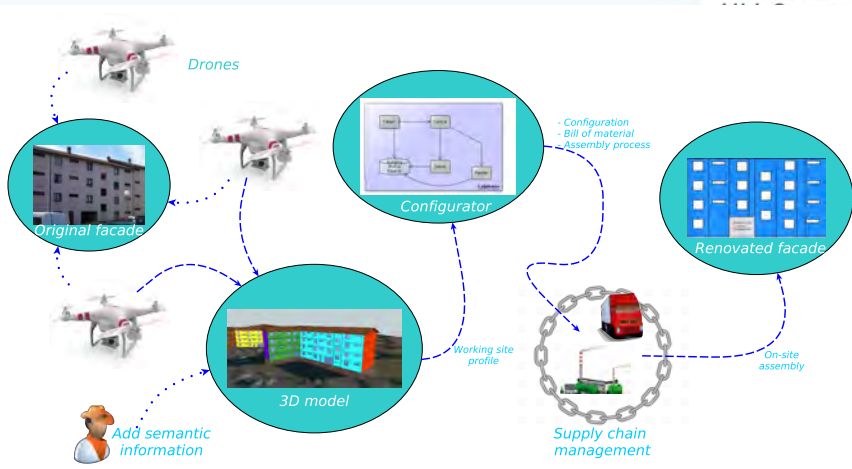 Drones
- Configuration
- Bill of material
- Assembly process
Original facade
Configurator
Renovated facade
3D model
Working site
profile
On-site
assembly
Add semantic
information
Supply chain
management